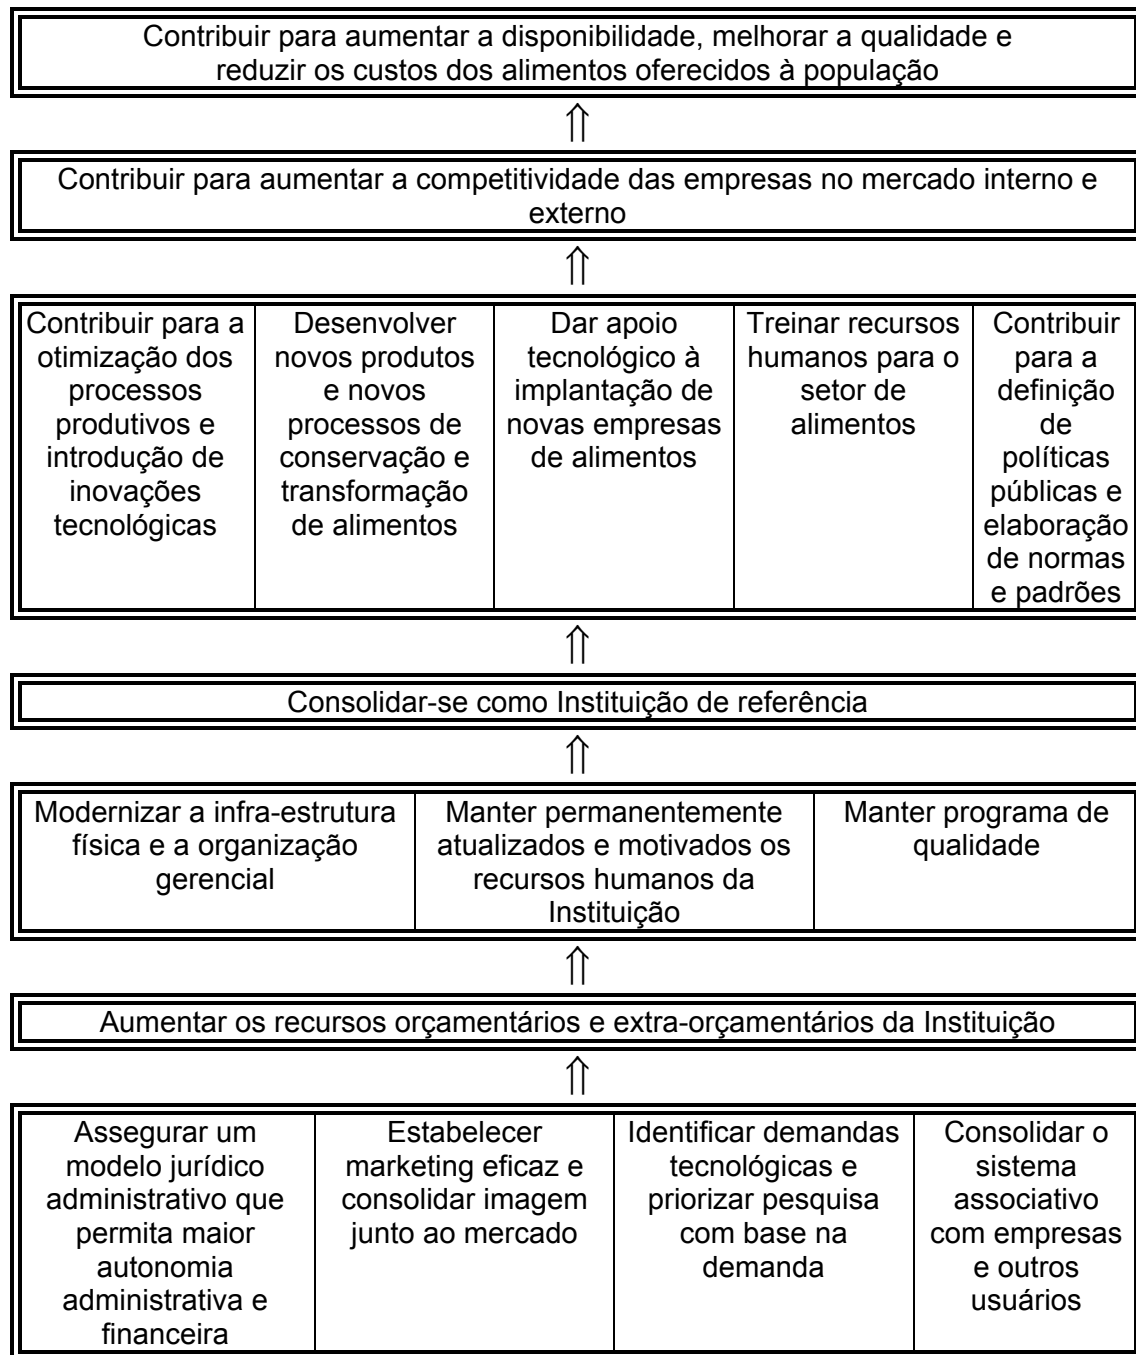 Contribuir para aumentar a disponibilidade, melhorar a qualidade e
reduzir os custos dos alimentos oferecidos à população
⇑
Contribuir para aumentar a competitividade das empresas no mercado interno e
externo
⇑
Contribuir para a
otimização dos
processos
produtivos e
introdução de
inovações
tecnológicas
Desenvolver
novos produtos
e novos
processos de
conservação e
transformação
de alimentos
Dar apoio
tecnológico à
implantação de
novas empresas
de alimentos
Treinar recursos
humanos para o
setor de
alimentos
Contribuir
para a
definição
de
políticas
públicas e
elaboração
de normas
e padrões
⇑
Consolidar-se como Instituição de referência
⇑
Modernizar a infra-estrutura
física e a organização
gerencial
Manter permanentemente
atualizados e motivados os
recursos humanos da
Instituição
Manter programa de
qualidade
⇑
Aumentar os recursos orçamentários e extra-orçamentários da Instituição
⇑
Assegurar um
modelo jurídico
administrativo que
permita maior
autonomia
administrativa e
financeira
Estabelecer
marketing eficaz e
consolidar imagem
junto ao mercado
Identificar demandas
tecnológicas e
priorizar pesquisa
com base na
demanda
Consolidar o
sistema
associativo
com empresas
e outros
usuários